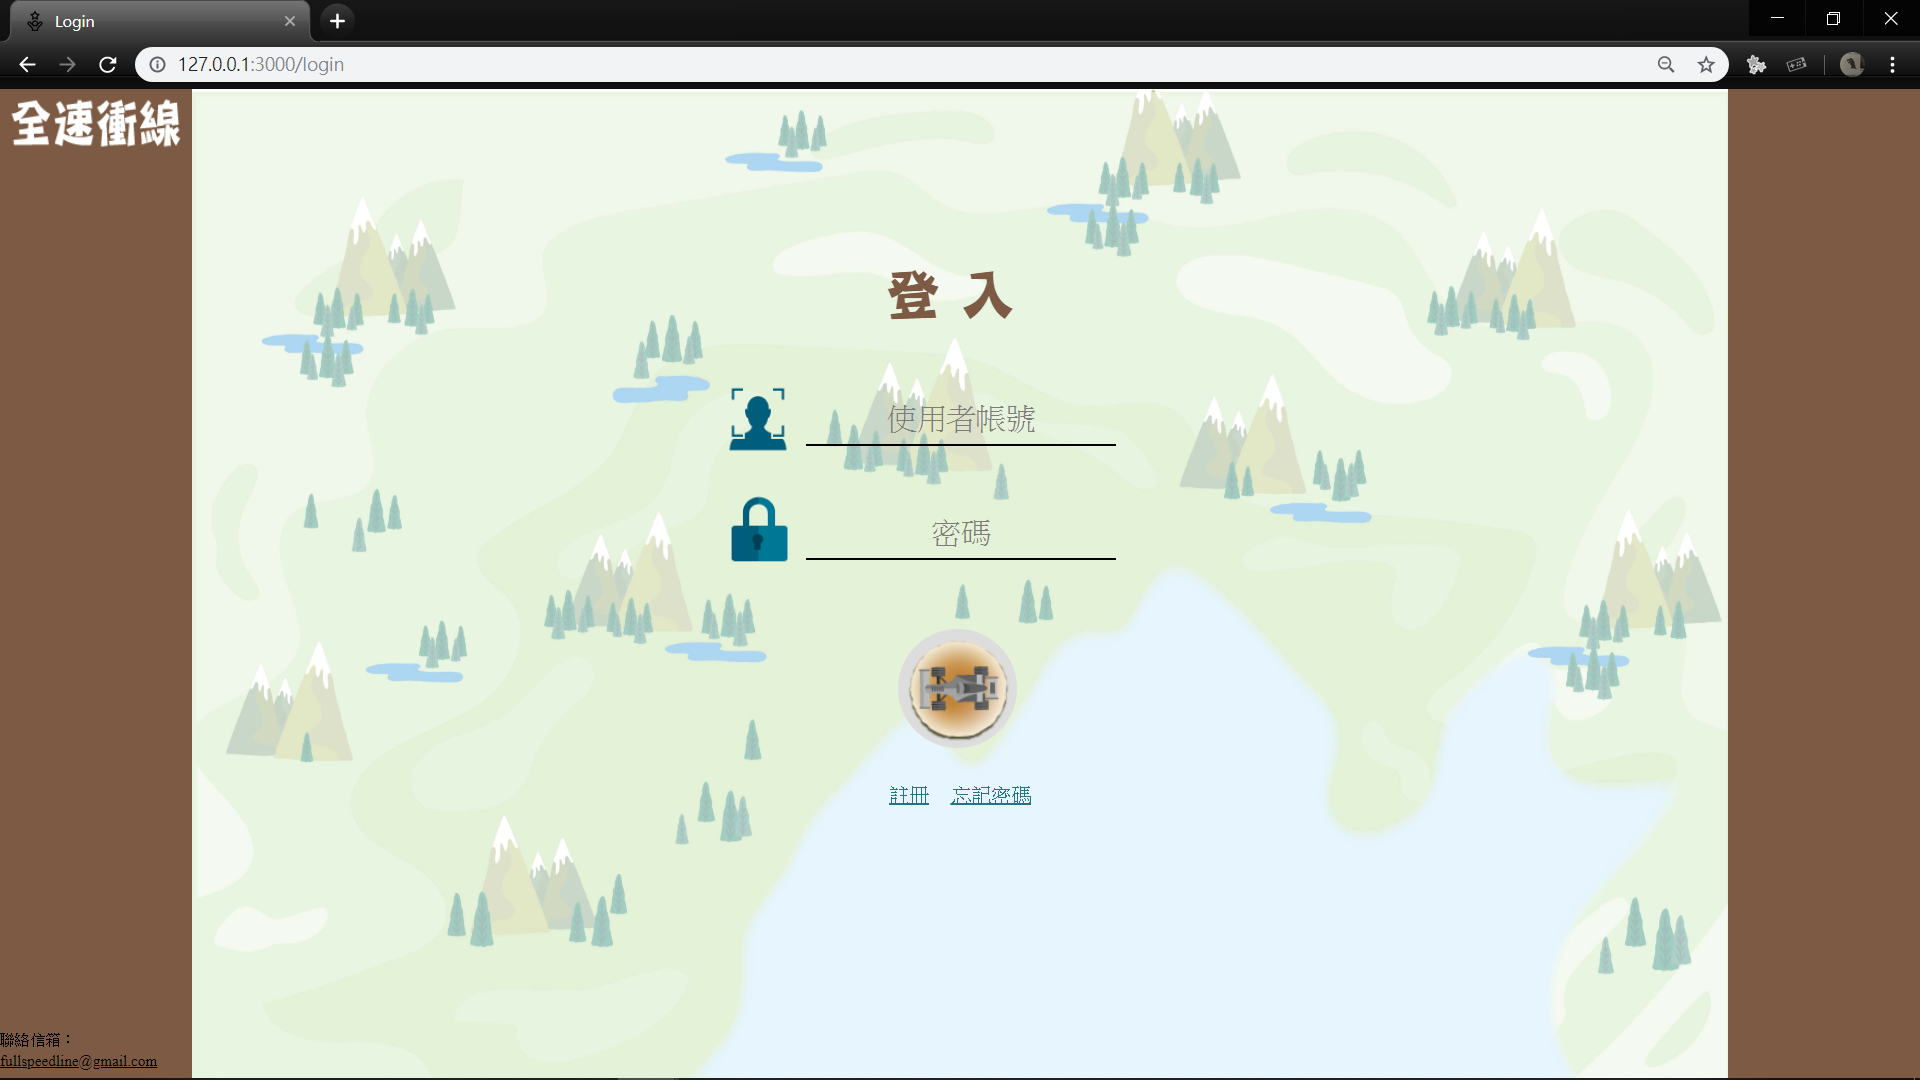 Login
127.0.0.1:3000/login
全速衝線
登 入
使用者帳號
密碼
註冊 忘記密碼
聯絡信箱：
fullspeedline@gmail.com